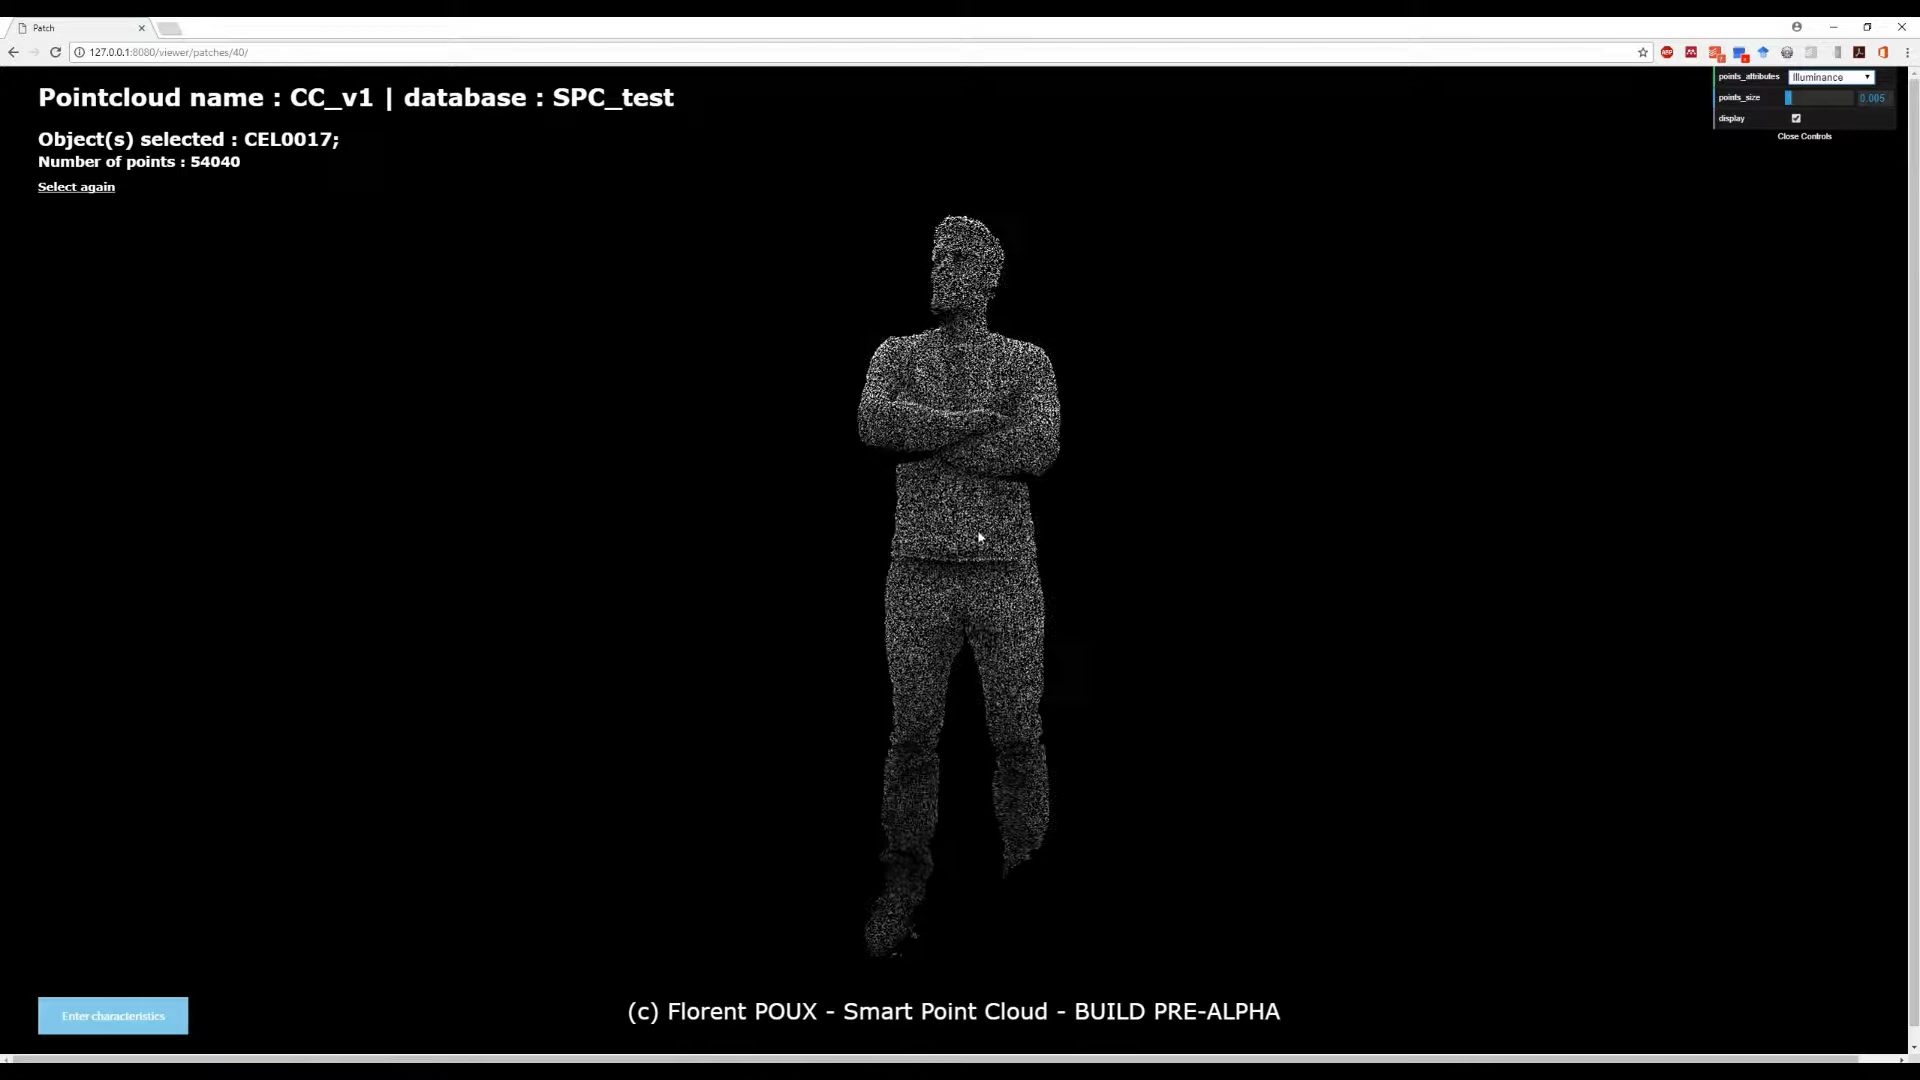 Patch
127.0.0.1:8080/viewer/patches/40/
Pointcloud name : CC_v1 | database : SPC_test
Object(s) selected : CEL0017;
Number of points : 54040
Select again
points_attributes Illuminance
points_size 0.005
display
Close Controls
Enter characteristics
(c) Florent POUX - Smart Point Cloud - BUILD PRE-ALPHA